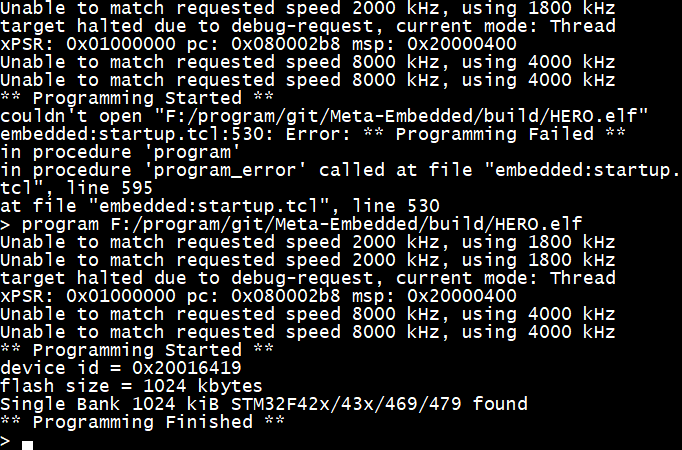 Unable to match requested speed 2000 kHz, using 1800 kHz
target halted due to debug-request, current mode: Thread
xPSR: 0x01000000 pc: 0x080002b8 msp: 0x20000400
Unable to match requested speed 8000 kHz, using 4000 kHz
Unable to match requested speed 8000 kHz, using 4000 kHz
** Programming Started **
couldn't open "F:/program/git/Meta-Embedded/build/HERO.elf"
embedded:startup.tcl:530: Error: ** Programming Failed **
in procedure 'program'
in procedure 'program_error' called at file "embedded:startup.
tcl", line 595
at file "embedded:startup.tcl", line 530
> program F:/program/git/Meta-Embedded/build/HERO.elf
Unable to match requested speed 2000 kHz, using 1800 kHz
Unable to match requested speed 2000 kHz, using 1800 kHz
target halted due to debug-request, current mode: Thread
xPSR: 0x01000000 pc: 0x080002b8 msp: 0x20000400
Unable to match requested speed 8000 kHz, using 4000 kHz
Unable to match requested speed 8000 kHz, using 4000 kHz
** Programming Started **
device id = 0x20016419
flash size = 1024 kbytes
Single Bank 1024 kiB STM32F42x/43x/469/479 found
** Programming Finished **
>